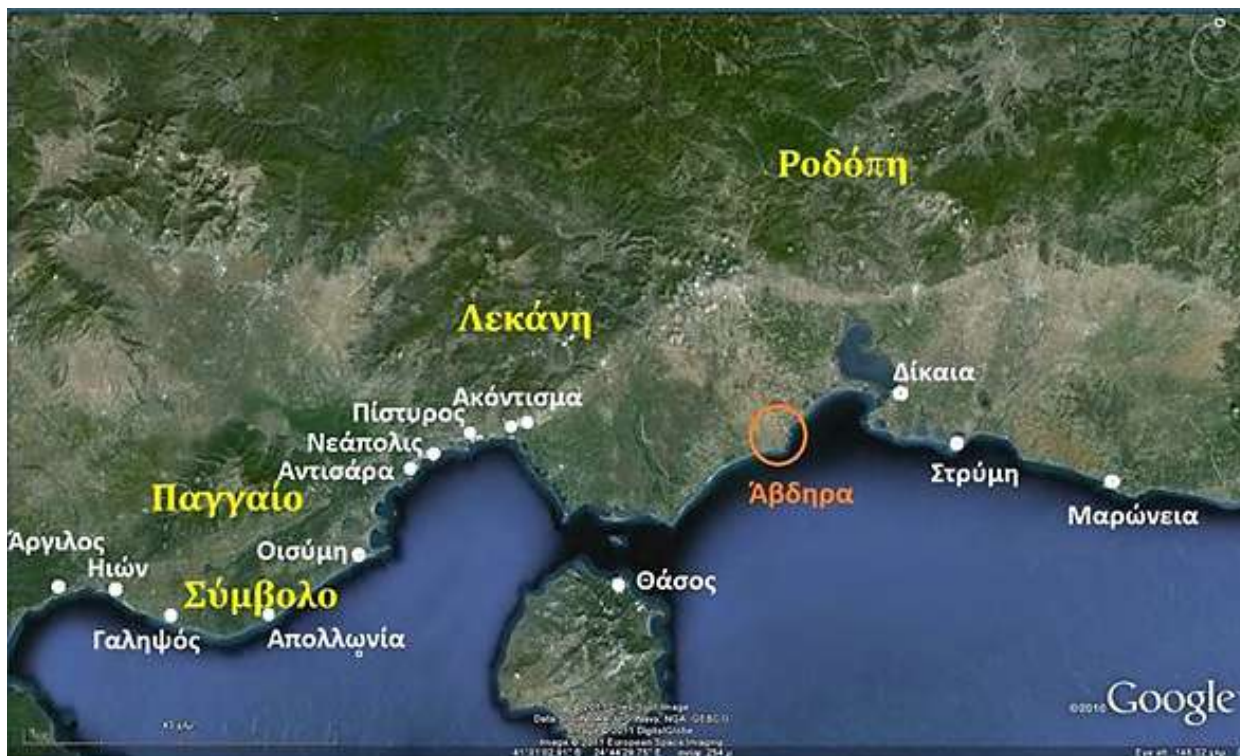 Ροδόπη
Λεκάνη
Δίκαια
Ακόντισμα
Πίστυρος
Νεάπολις
Αντισάρα
Στρύμη
Άβδηρα
Παγγαίο
Μαρώνεια
Οισύμη
Άργιλος
Ηιών
Θάσος
Σύμβολο
Γαληψός
Απολλωνία
©2010 Google